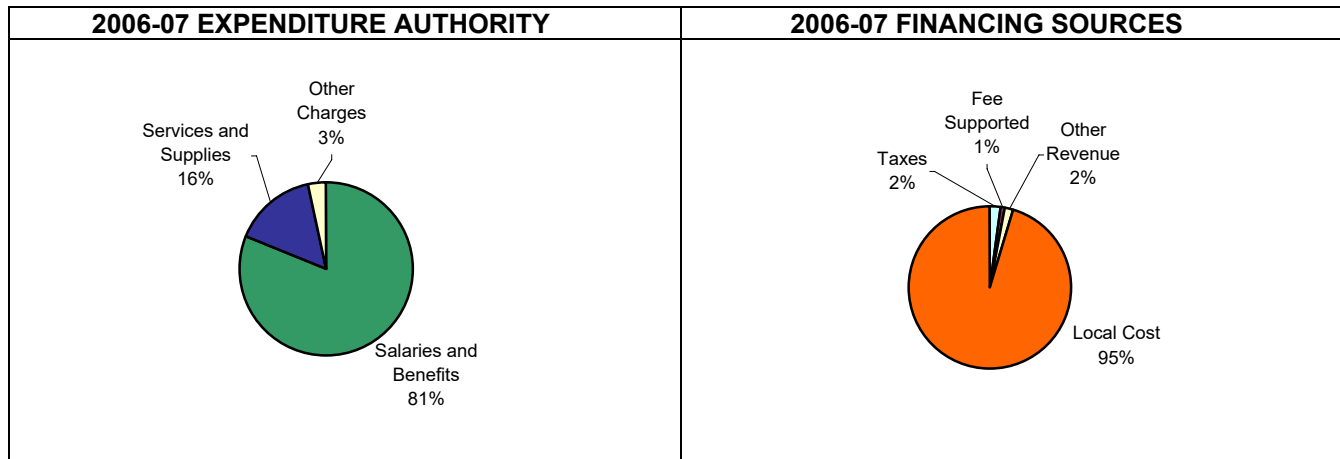 2006-07 EXPENDITURE AUTHORITY
Other
Charges
3%
Services and
Supplies
16%
Salaries and
Benefits
81%
2006-07 FINANCING SOURCES
Fee
Supported
1%
Other
Revenue
2%
Taxes
2%
Local Cost
95%